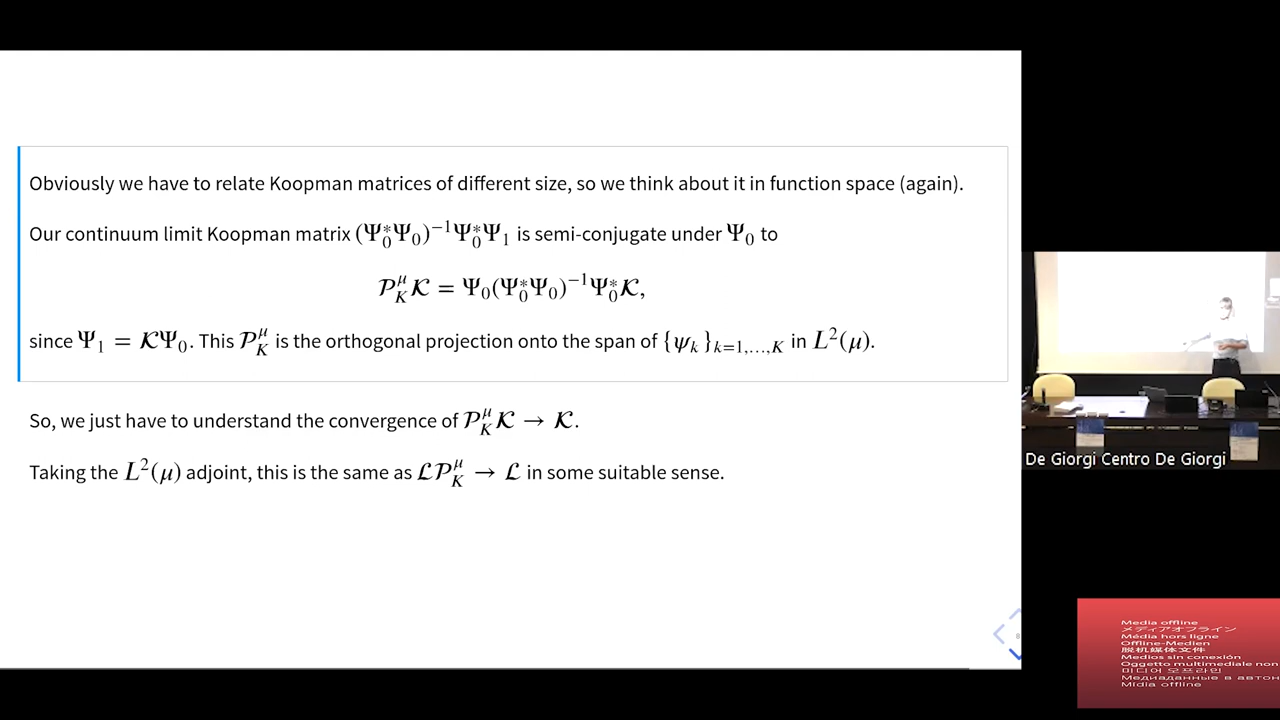 Obviously we have to relate Koopman matrices of different size, so we think about it in function space (again).
Our continuum limit Koopman matrix (Ψ₀*Ψ₀)⁻¹Ψ₀*Ψ₁ is semi-conjugate under Ψ₀ to
𝒫_K^μ 𝒦 = Ψ₀(Ψ₀*Ψ₀)⁻¹Ψ₀*𝒦,
since Ψ₁ = 𝒦Ψ₀. This 𝒫_K^μ is the orthogonal projection onto the span of {ψ_k}_{k=1,…,K} in L²(μ).
So, we just have to understand the convergence of 𝒫_K^μ 𝒦 → 𝒦.
Taking the L²(μ) adjoint, this is the same as ℒ𝒫_K^μ → ℒ in some suitable sense.
8
De Giorgi Centro De Giorgi
Media offline
メディアオフライン
Média hors ligne
Offline-Medien
脱机媒体文件
Medios sin conexión
Oggetto multimediale non
미디어 오프라인
Медиаданные в автон
Mídia offline